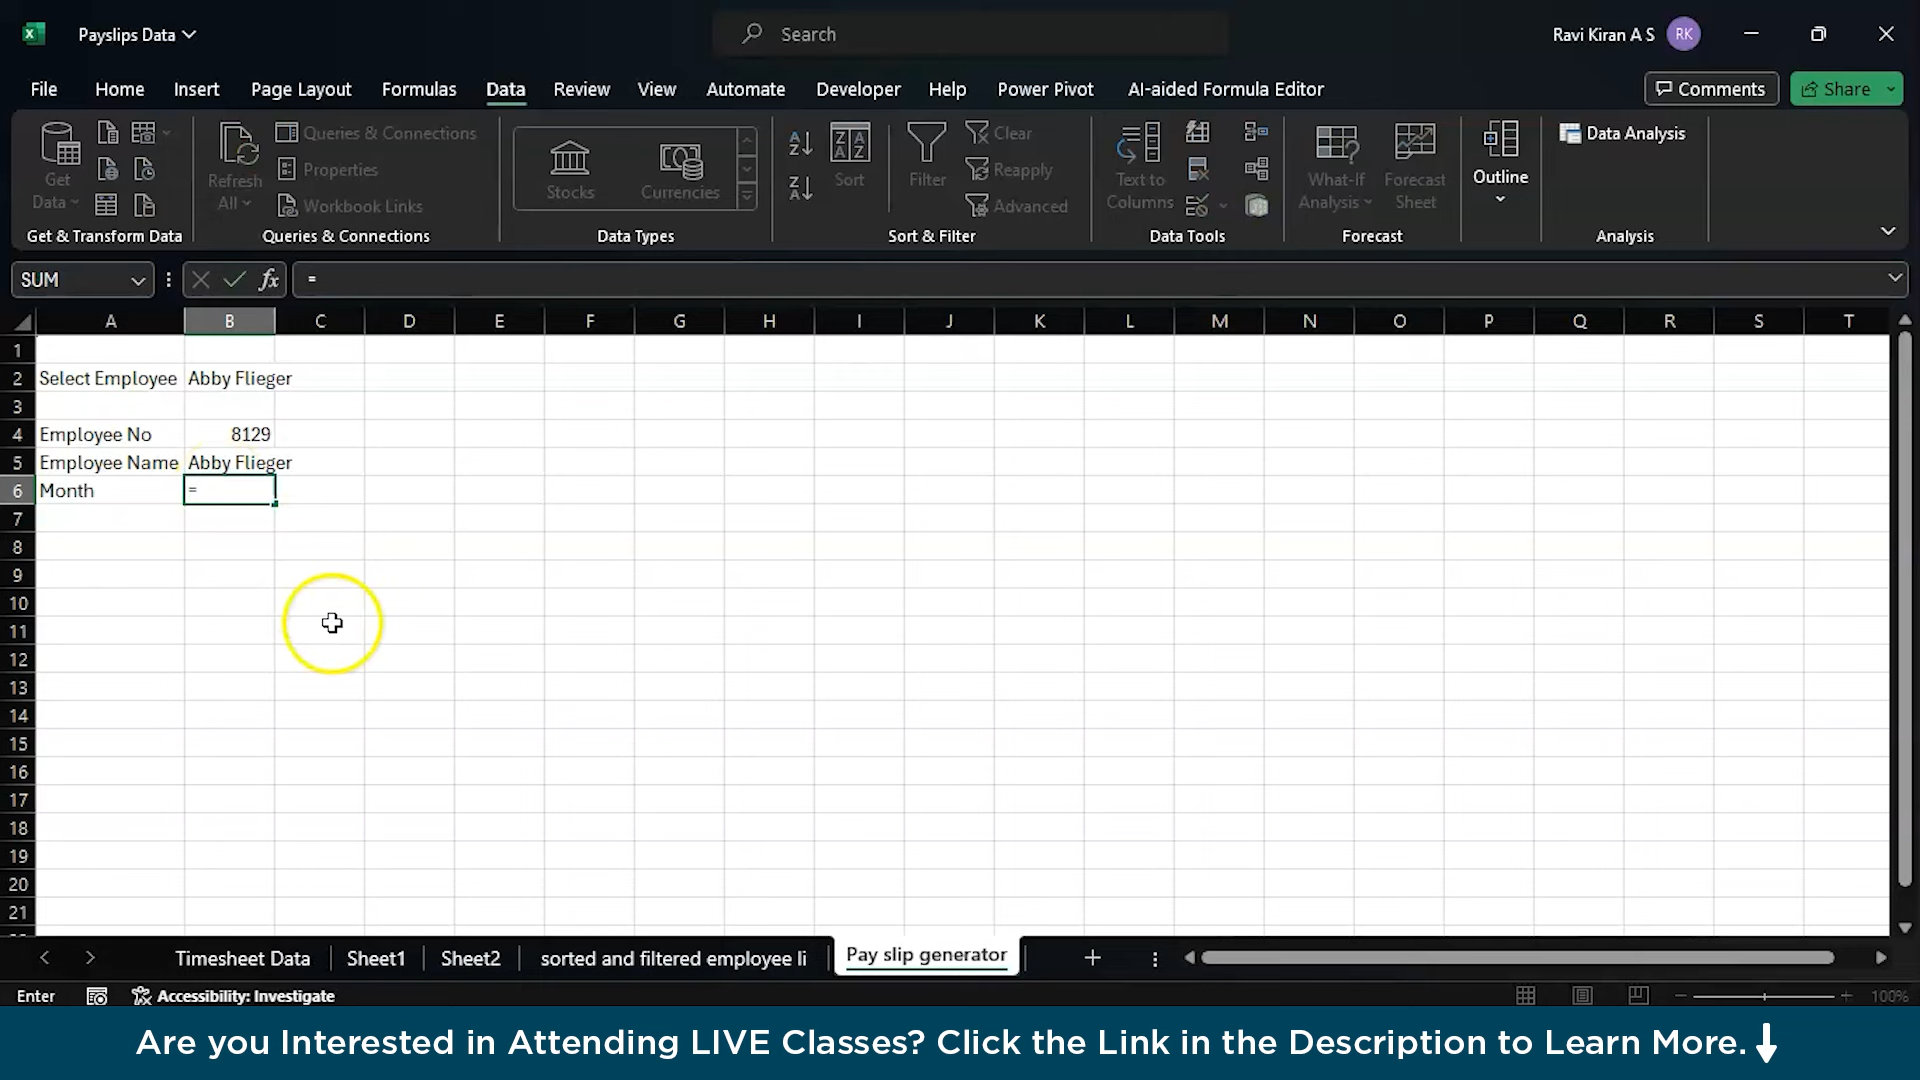 Payslips Data
Search
Ravi Kiran A S
RK
File Home Insert Page Layout Formulas Data Review View Automate Developer Help Power Pivot AI-aided Formula Editor
Comments
Share
Get Data
Refresh All
Queries & Connections
Properties
Workbook Links
Stocks
Currencies
Sort
Filter
Clear
Reapply
Advanced
Text to Columns
What-If Analysis
Forecast Sheet
Outline
Data Analysis
Get & Transform Data
Queries & Connections
Data Types
Sort & Filter
Data Tools
Forecast
Analysis
SUM
fx
=
A B C D E F G H I J K L M N O P Q R S T
1
2 Select Employee Abby Flieger
3
4 Employee No 8129
5 Employee Name Abby Flieger
6 Month =
7
8
9
10
11
12
13
14
15
16
17
18
19
20
21
Timesheet Data Sheet1 Sheet2 sorted and filtered employee li Pay slip generator
Enter
Accessibility: Investigate
100%
Are you Interested in Attending LIVE Classes? Click the Link in the Description to Learn More.